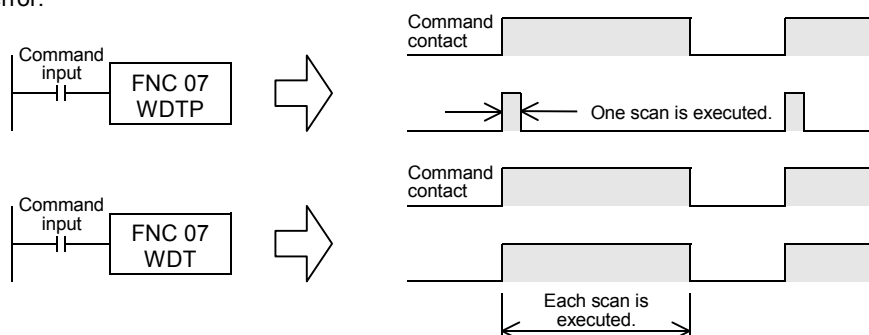 Command
input
FNC 07
WDTP
Command
contact
One scan is executed.
Command
input
FNC 07
WDT
Command
contact
Each scan is
executed.